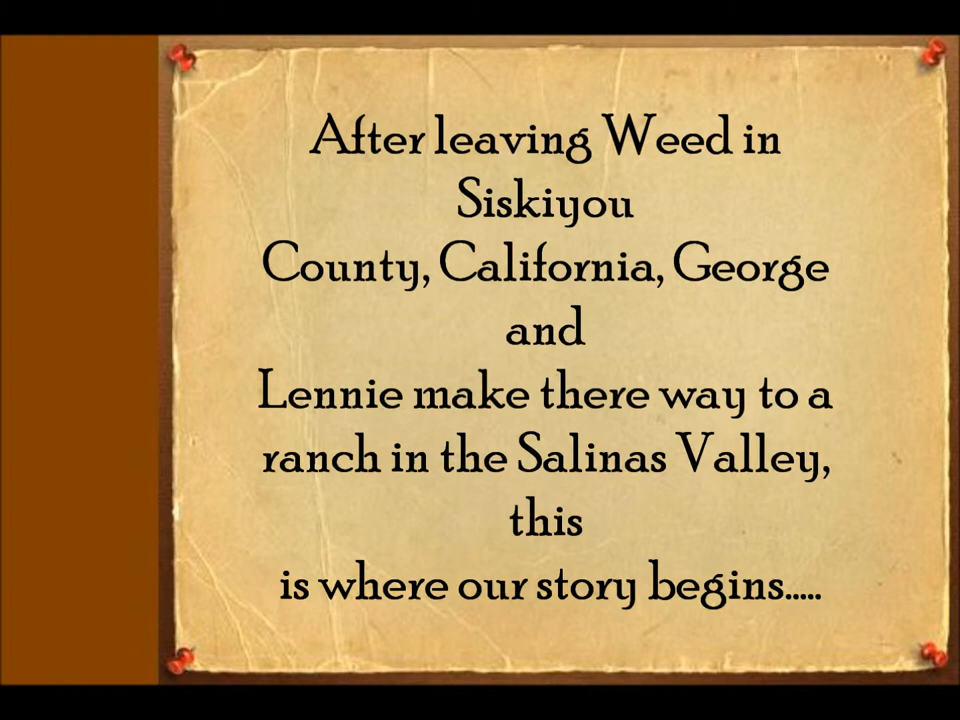 After leaving Weed in
Siskiyou
County, California, George
and
Lennie make there way to a
ranch in the Salinas Valley,
this
is where our story begins.....